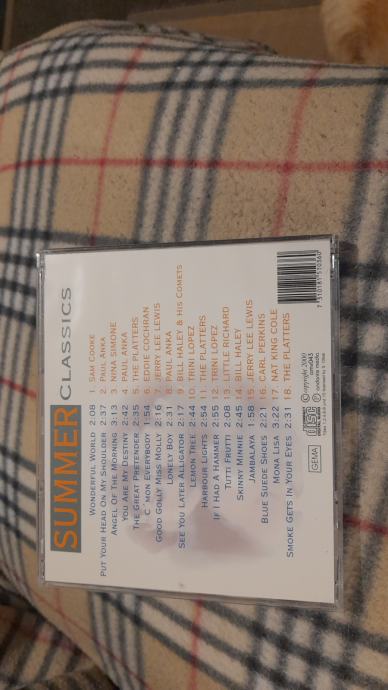 SUMMER CLASSICS
WONDERFUL WORLD 2:08 1. SAM COOKE
PUT YOUR HEAD ON MY SHOULDER 2:37 2. PAUL ANKA
ANGEL OF THE MORNING 3:13 3. NINA SIMONE
YOU ARE MY DESTINY 2:42 4. PAUL ANKA
THE GREAT PRETENDER 2:35 5. THE PLATTERS
C´MON EVERYBODY 1:54 6. EDDIE COCHRAN
GOOD GOLLY MISS MOLLY 2:16 7. JERRY LEE LEWIS
LONELY BOY 2:31 8. PAUL ANKA
SEE YOU LATER ALLIGATOR 2:17 9. BILL HALEY & HIS COMETS
LEMON TREE 2:44 10. TRINI LOPEZ
HARBOUR LIGHTS 2:54 11. THE PLATTERS
IF I HAD A HAMMER 2:55 12. TRINI LOPEZ
TUTTI FRUTTI 2:08 13. LITTLE RICHARD
SKINNY MINNIE 2:45 14. BILL HALEY
JAMBALAJA 1:58 15. JERRY LEE LEWIS
BLUE SUEDE SHOES 2:21 16. CARL PERKINS
MONA LISA 3:22 17. NAT KING COLE
SMOKE GETS IN YOUR EYES 2:31 18. THE PLATTERS
GEMA
COMPACT disc DIGITAL AUDIO
© copyright 2000